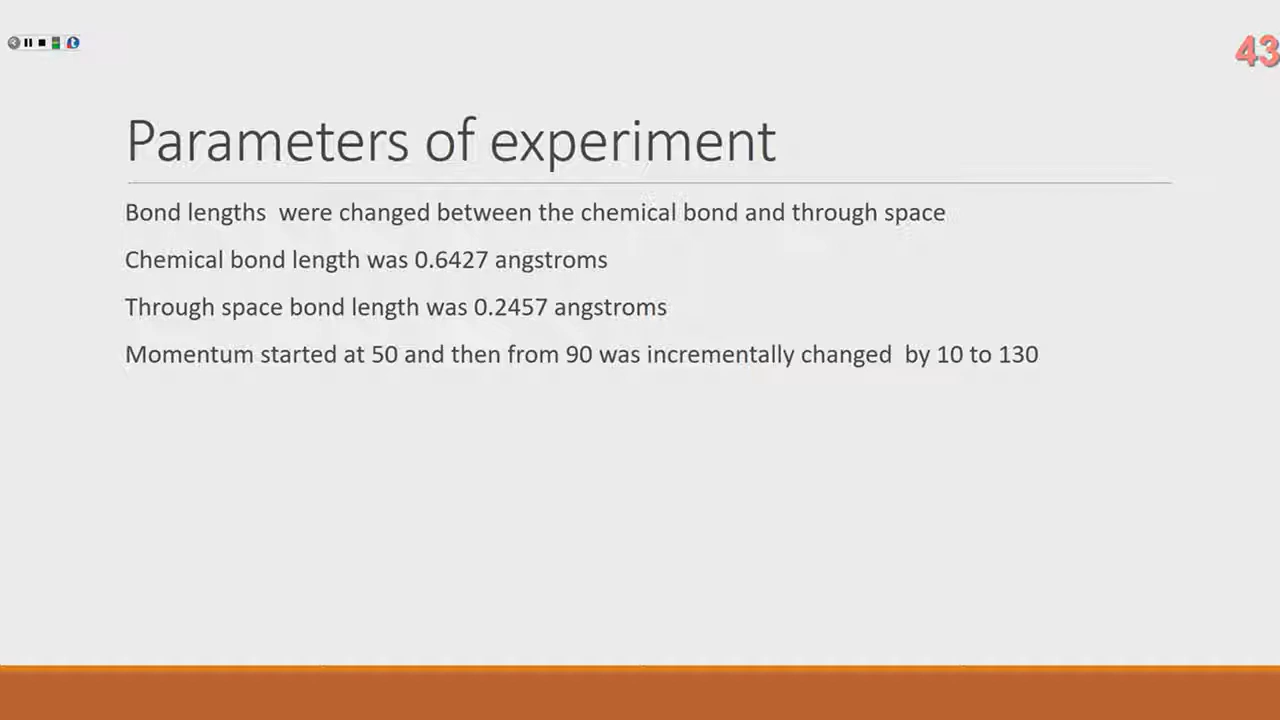 43
Parameters of experiment
Bond lengths  were changed between the chemical bond and through space
Chemical bond length was 0.6427 angstroms
Through space bond length was 0.2457 angstroms
Momentum started at 50 and then from 90 was incrementally changed  by 10 to 130